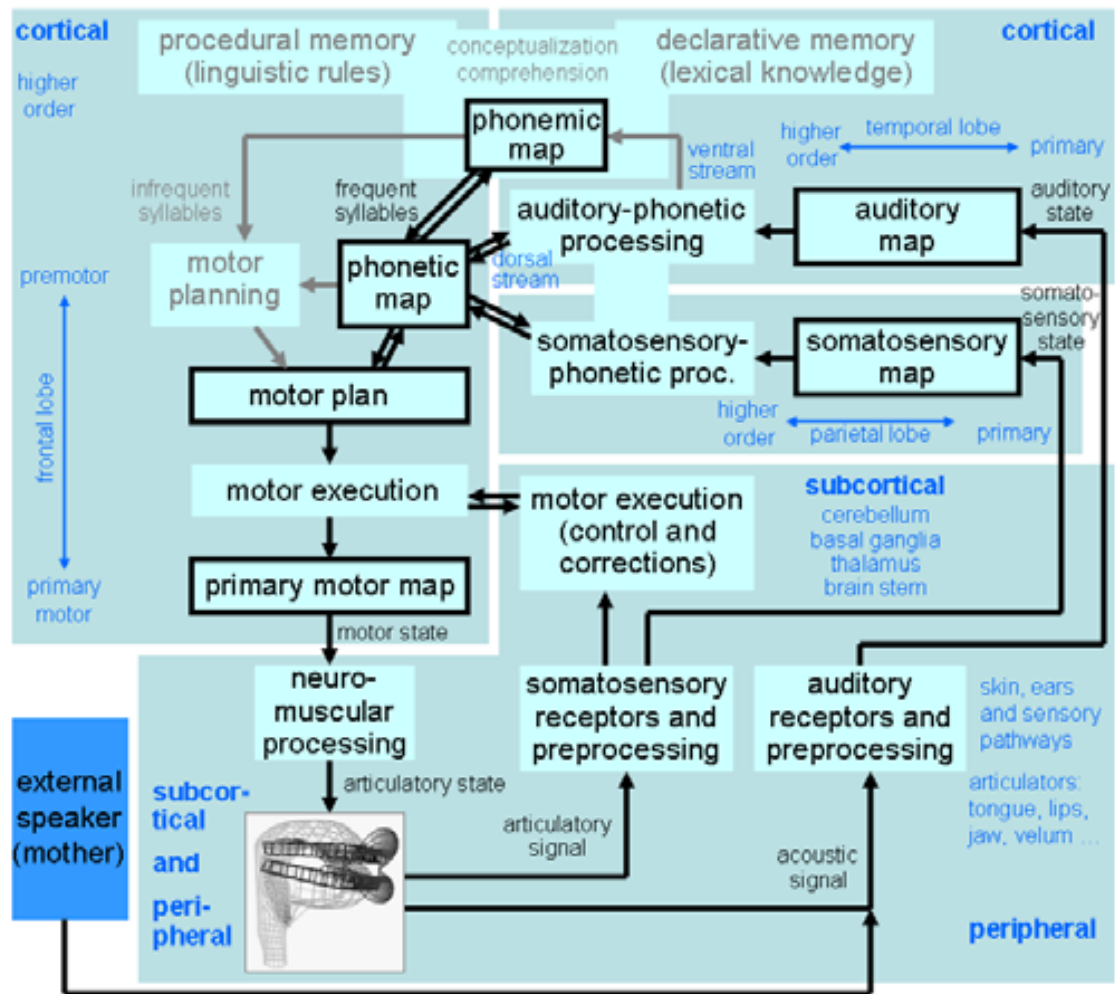 cortical
procedural memory
(linguistic rules)
conceptualization
comprehension
declarative memory
(lexical knowledge)
cortical
higher
order
phonemic
map
higher
order
temporal lobe
primary
ventral
stream
infrequent
syllables
frequent
syllables
auditory-phonetic
processing
auditory
map
auditory
state
motor
planning
phonetic
map
dorsal
stream
premotor
somato-
sensory
state
somatosensory-
phonetic proc.
somatosensory
map
motor plan
higher
order
parietal lobe
primary
frontal lobe
motor execution
motor execution
(control and
corrections)
subcortical
cerebellum
basal ganglia
thalamus
brain stem
primary motor map
primary
motor
motor state
neuro-
muscular
processing
somatosensory
receptors and
preprocessing
auditory
receptors and
preprocessing
skin, ears
and sensory
pathways
external
speaker
(mother)
articulatory state
subcor-
tical
and
peri-
pheral
articulatory
signal
acoustic
signal
articulators:
tongue, lips,
jaw, velum ...
peripheral